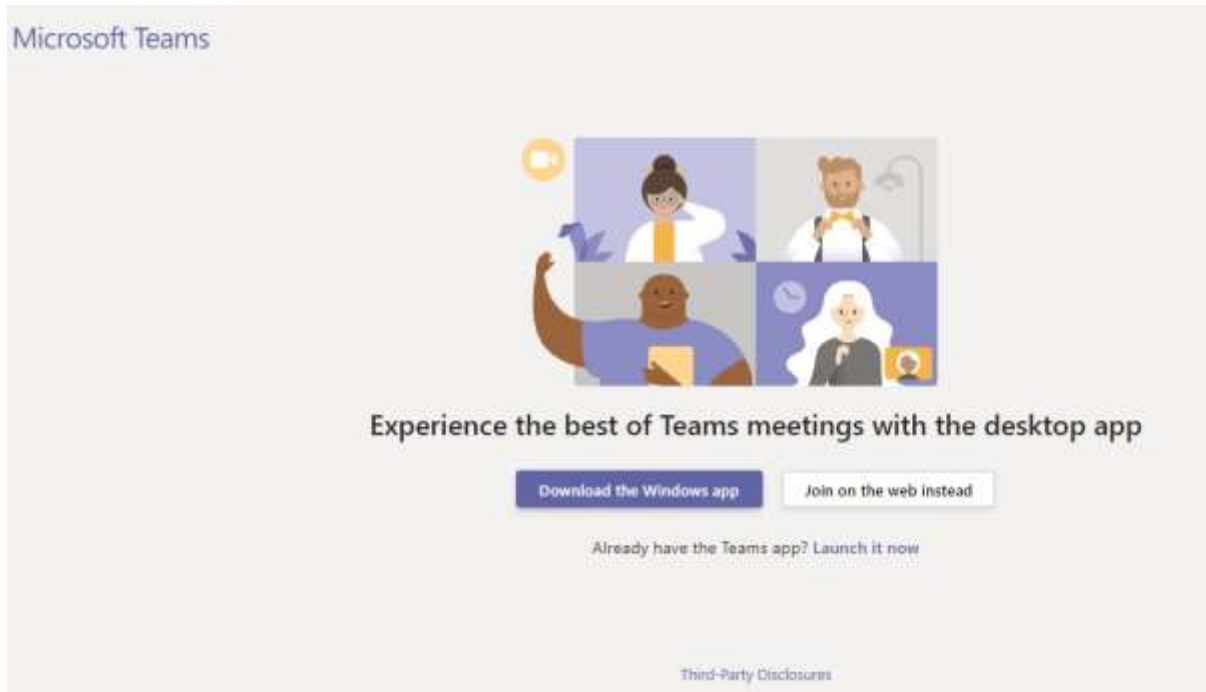 Microsoft Teams
Experience the best of Teams meetings with the desktop app
Download the Windows app
Join on the web instead
Already have the Teams app? Launch it now
Third-Party Disclosures